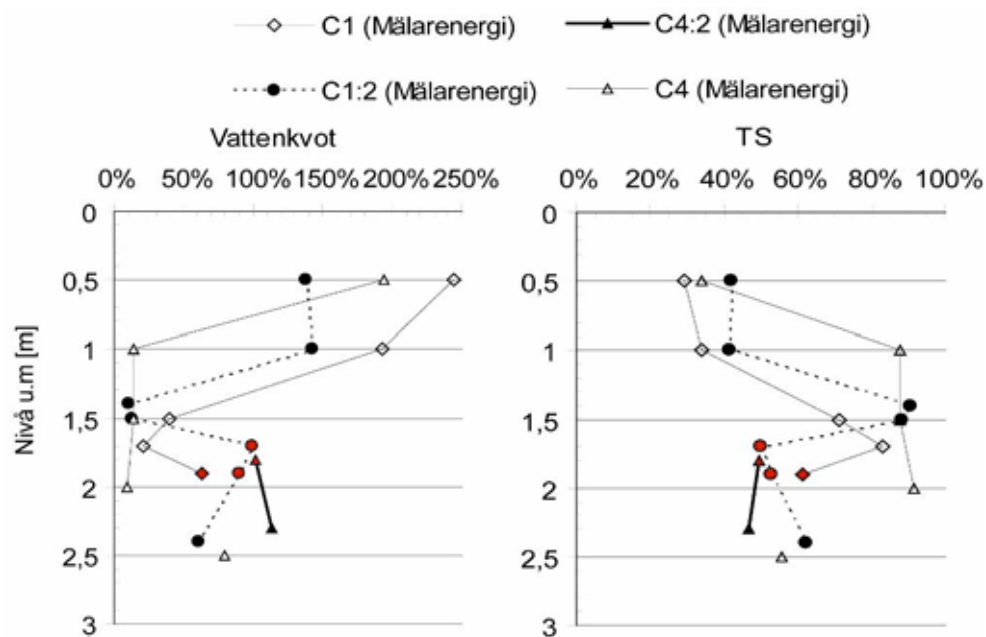 C1 (Mälarenergi) C4:2 (Mälarenergi)
C1:2 (Mälarenergi) C4 (Mälarenergi)
Vattenkvot TS
0% 50% 100% 150% 200% 250% 0% 20% 40% 60% 80% 100%
Nivå u.m [m]
0 0
0,5 0,5
1 1
1,5 1,5
2 2
2,5 2,5
3 3